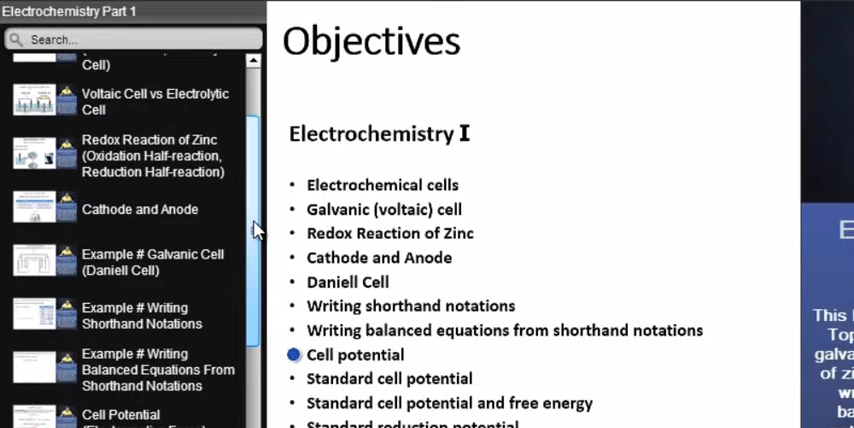 Electrochemistry Part 1
Search...
Cell)
Voltaic Cell vs Electrolytic
Cell
Redox Reaction of Zinc
(Oxidation Half-reaction,
Reduction Half-reaction)
Cathode and Anode
Example # Galvanic Cell
(Daniell Cell)
Example # Writing
Shorthand Notations
Example # Writing
Balanced Equations From
Shorthand Notations
Cell Potential
Objectives
Electrochemistry I
• Electrochemical cells
• Galvanic (voltaic) cell
• Redox Reaction of Zinc
• Cathode and Anode
• Daniell Cell
• Writing shorthand notations
• Writing balanced equations from shorthand notations
Cell potential
• Standard cell potential
• Standard cell potential and free energy
• Standard reduction potential
E
This
Top
galva
of zi
w
ba